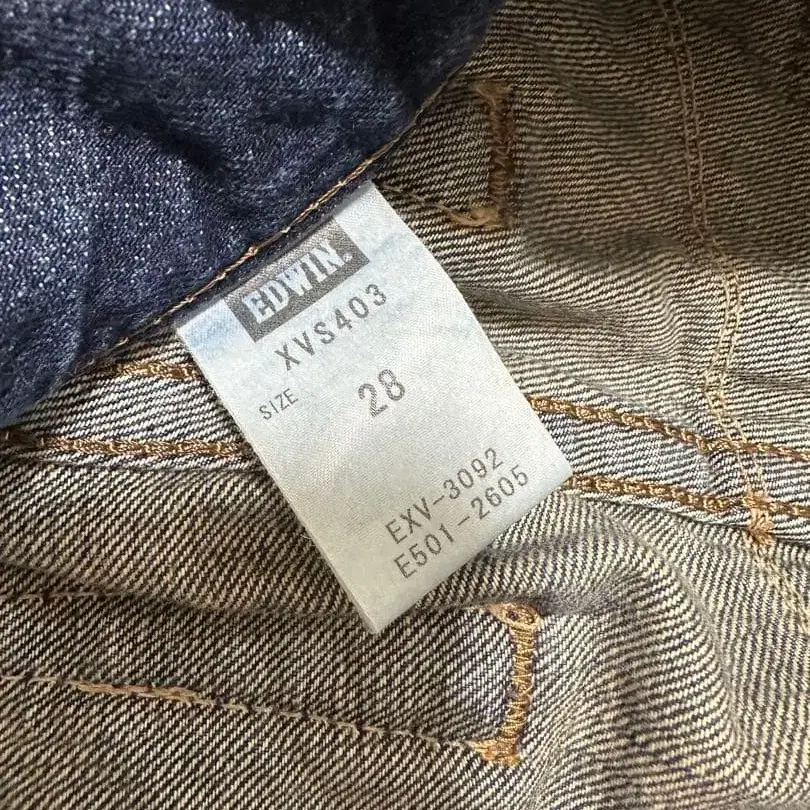 EDWIN.
XVS403
SIZE 28
EXV-3092
E501-2605